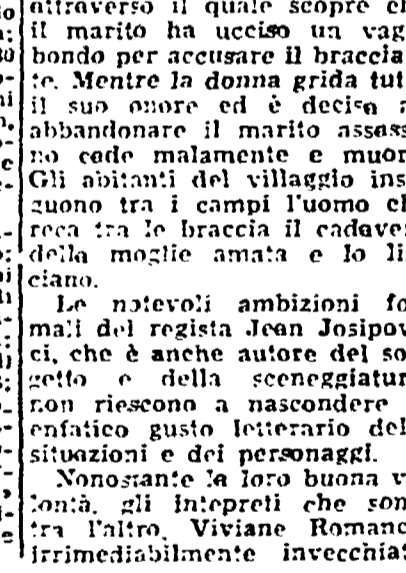 attraverso il quale scopre ch
il marito ha ucciso un vag
bondo per accusare il braccia
te. Mentre la donna grida tut
il suo onore ed è decisa a
abbandonare il marito assass
no cade malamente e muor
Gli abitanti del villaggio ins
guono tra i campi l'uomo ch
reca tra le braccia il cadave
della moglie amata e lo li
ciano.
Le notevoli ambizioni fo
mali del regista Jean Josipov
ci, che è anche autore del so
getto e della sceneggiatur
non riescono a nascondere
enfatico gusto letterario del
situazioni e dei personaggi.
Nonostante la loro buona v
lontà, gli intepreti che son
tra l'altro, Viviane Romanc
irrimediabilmente invecchiat